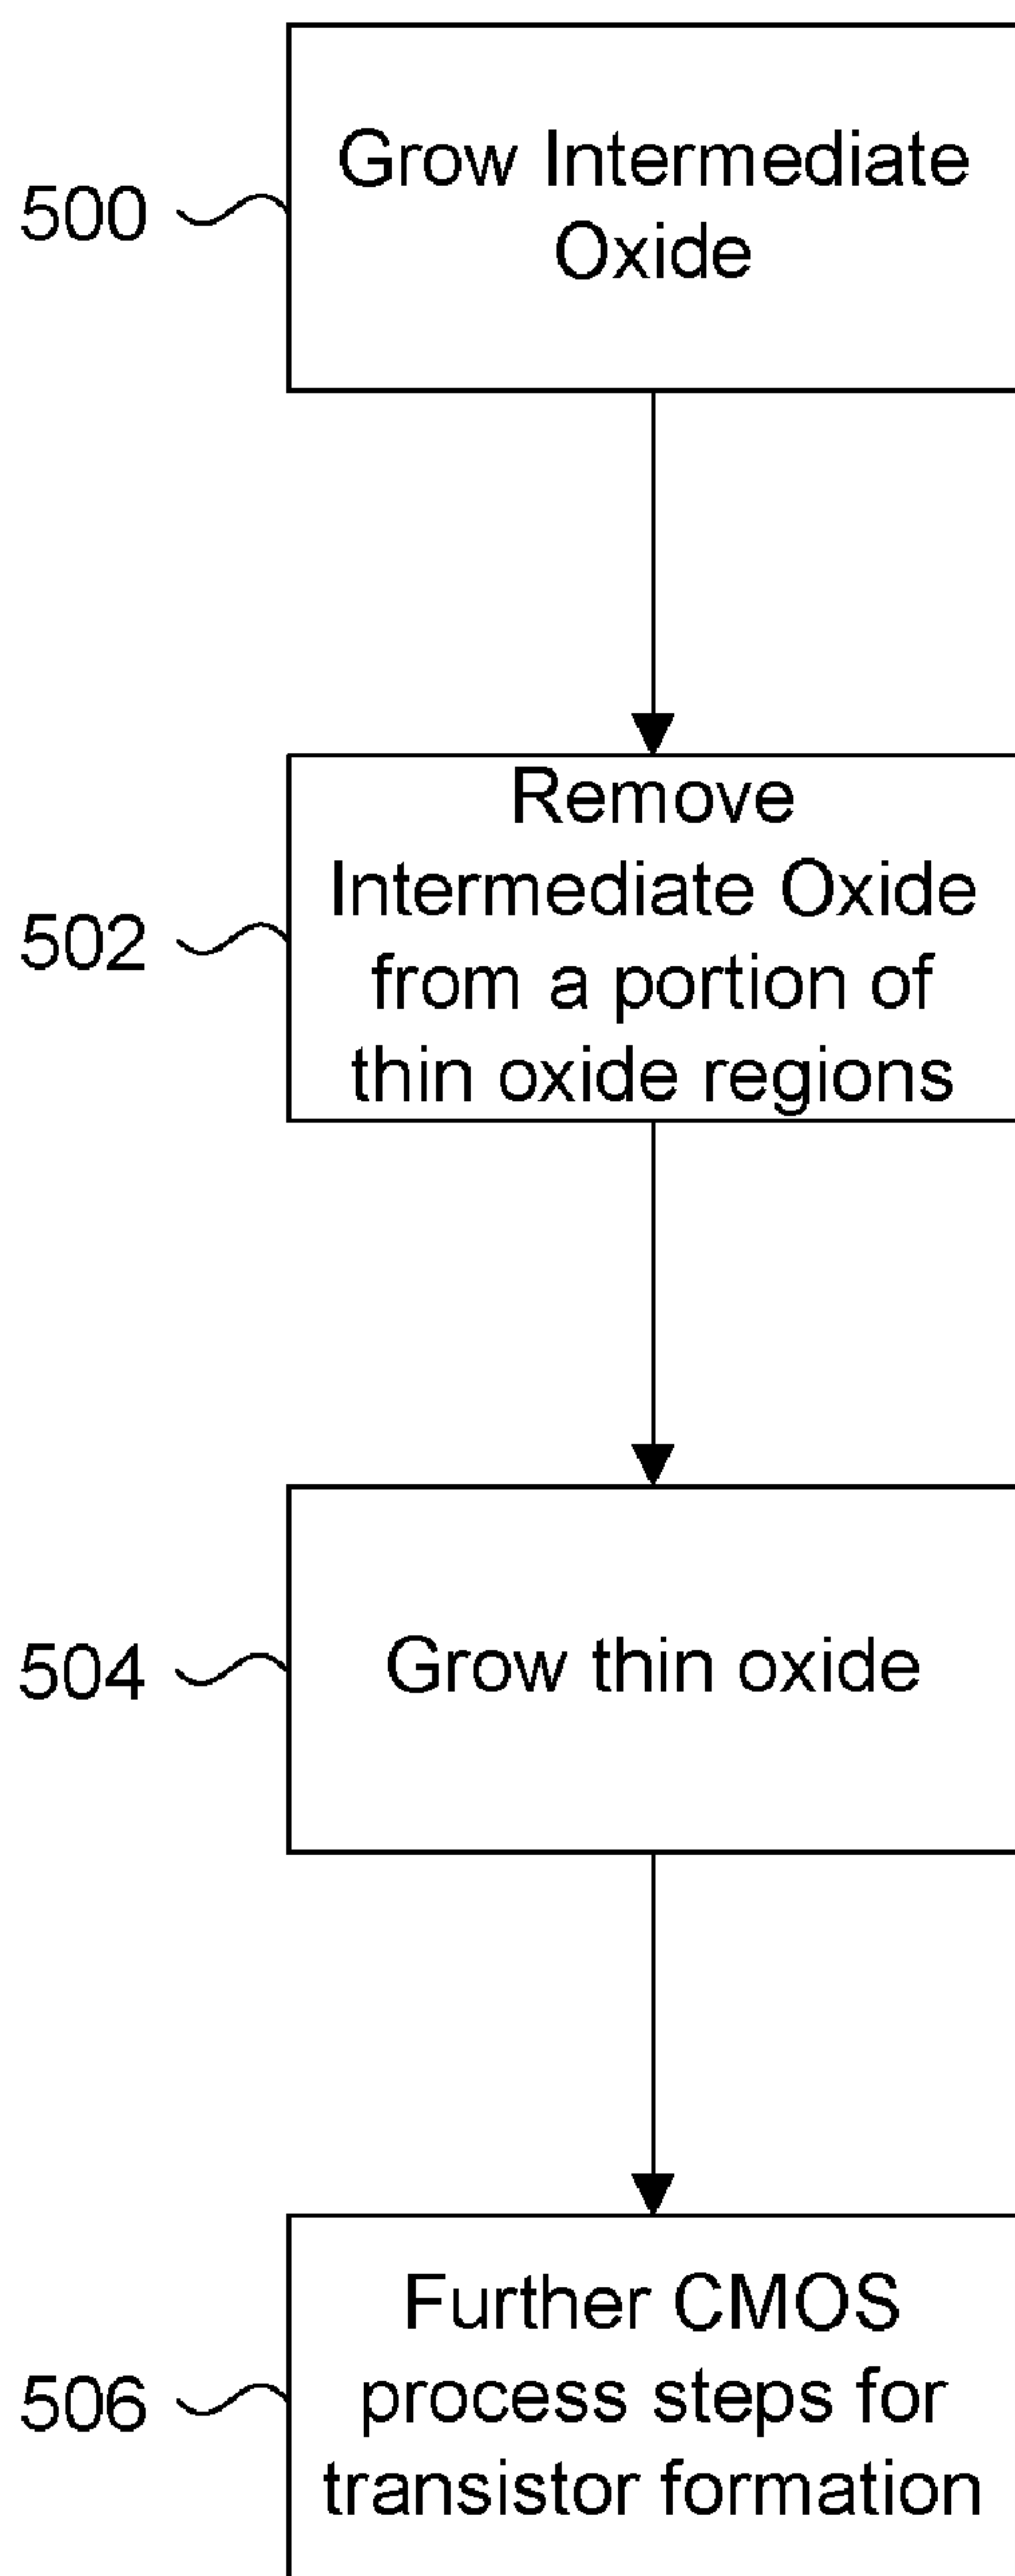 500
Grow Intermediate
Oxide
502
Remove
Intermediate Oxide
from a portion of
thin oxide regions
504
Grow thin oxide
506
Further CMOS
process steps for
transistor formation